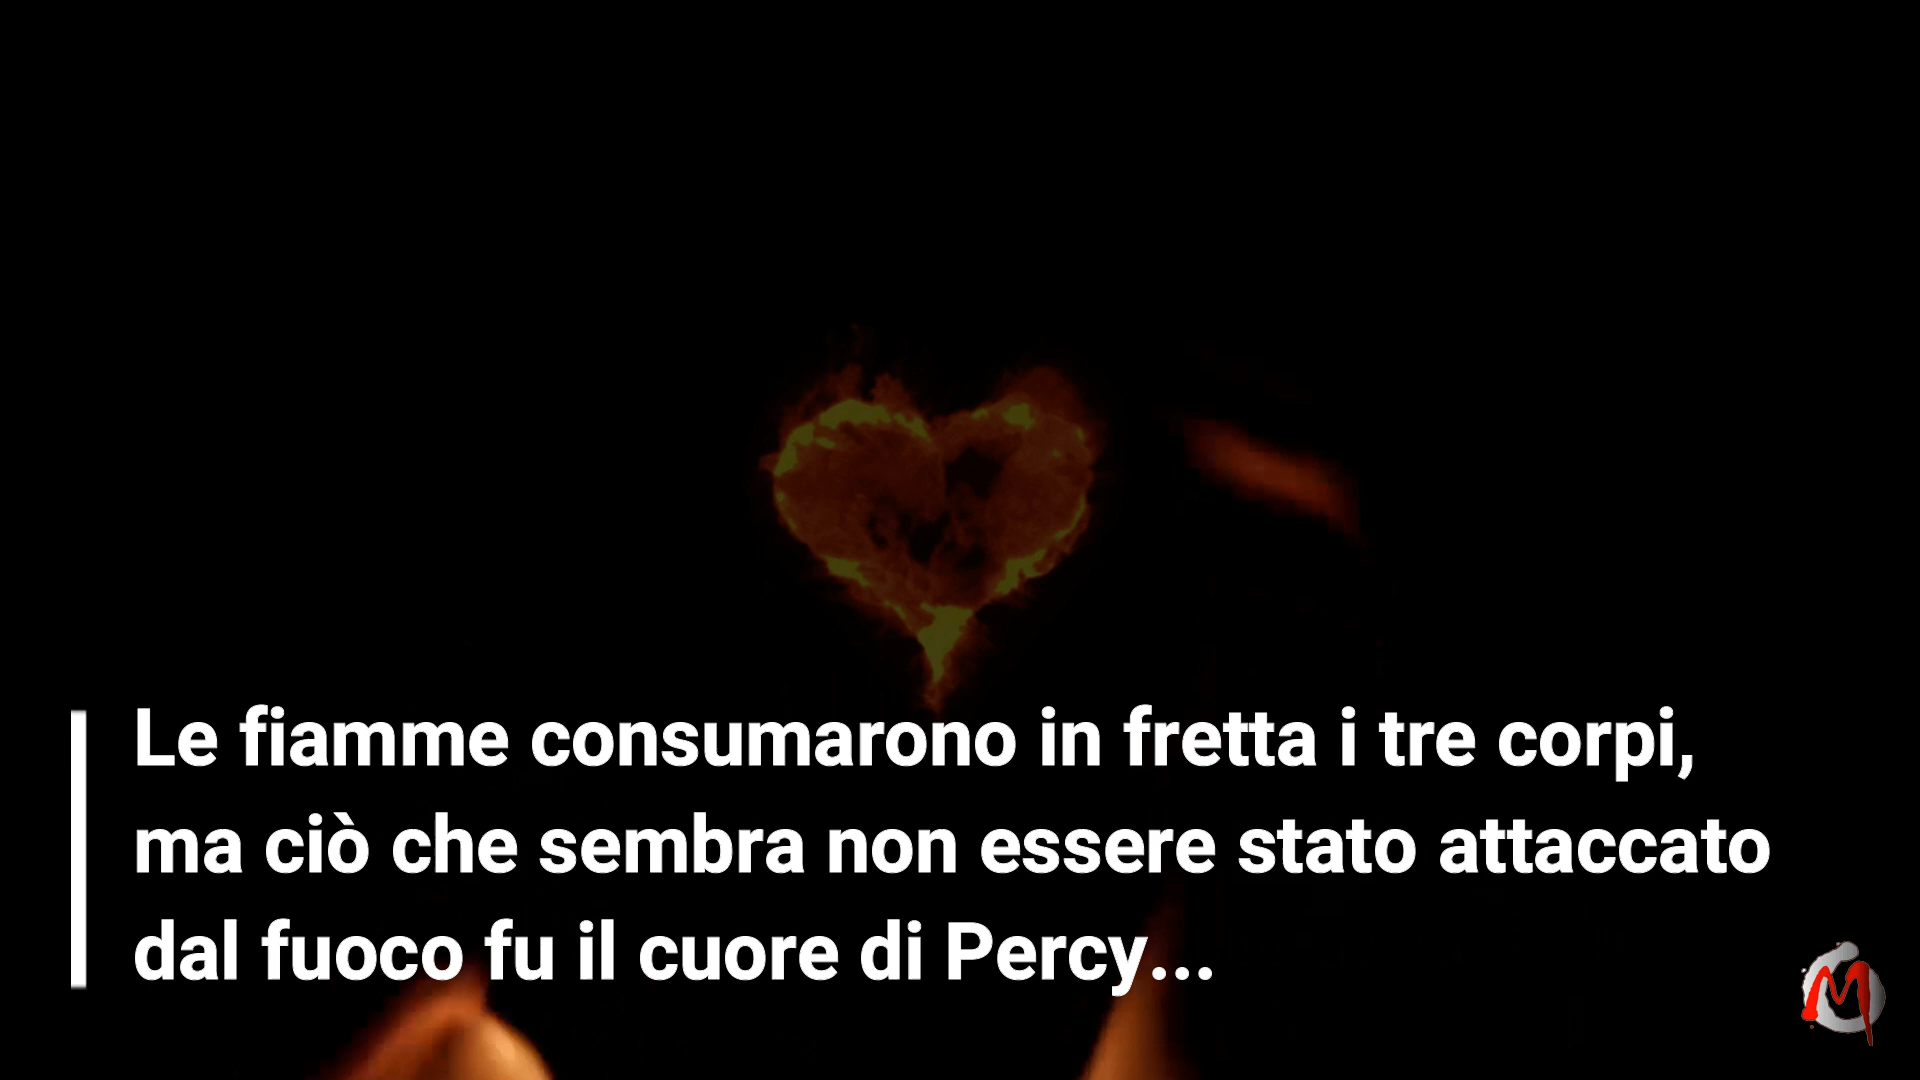 Le fiamme consumarono in fretta i tre corpi,
ma ciò che sembra non essere stato attaccato
dal fuoco fu il cuore di Percy...
M